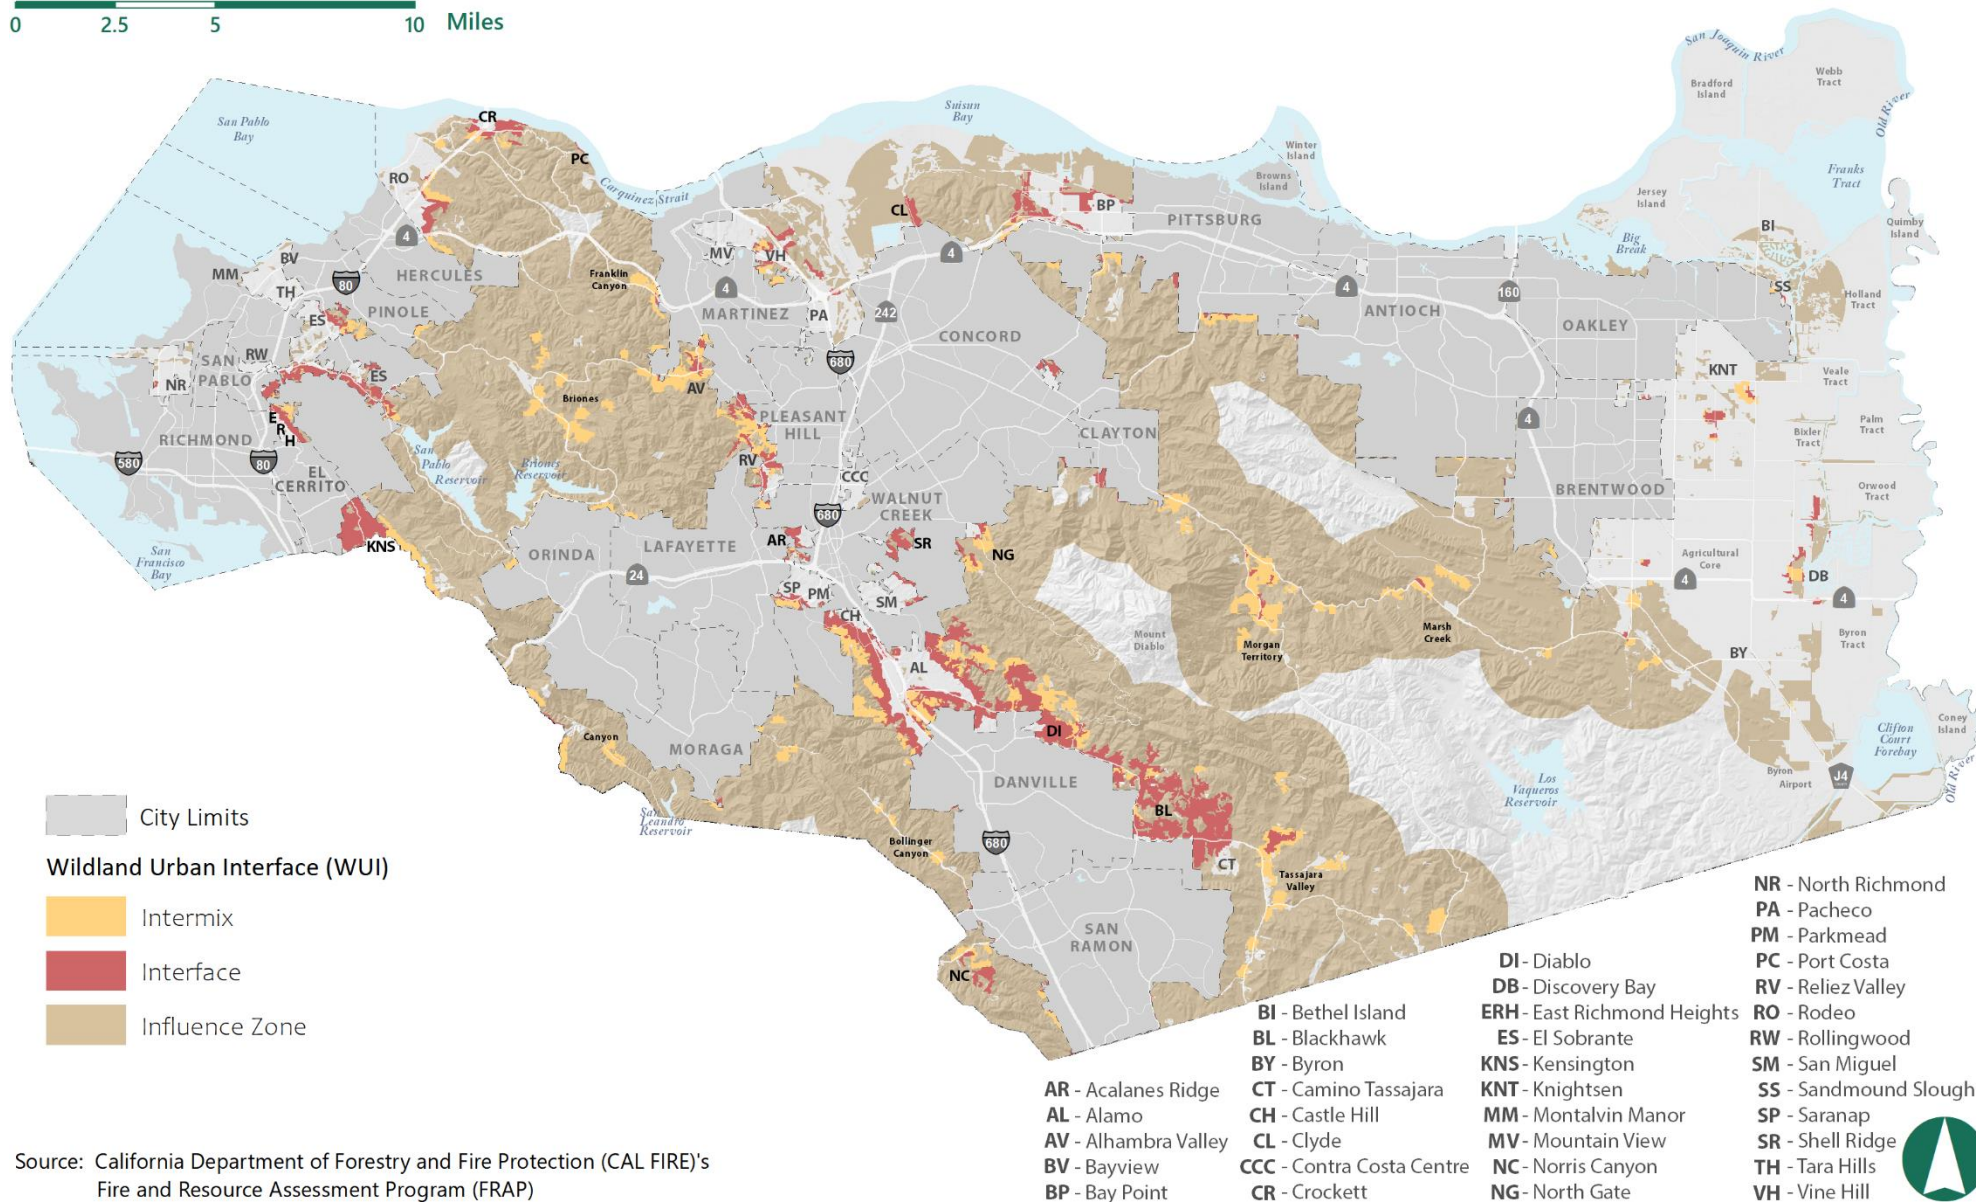 0 2.5 5 10 Miles
San Joaquin River
Webb
Tract
Bradford
Island
Old River
San Pablo
Bay
CR
Suisun
Bay
PC
Winter
Island
Browns
Island
Franks
Tract
RO
Carquinez Strait
CL
BP
PITTSBURG
Jersey
Island
BI
Quimby
Island
Big
Break
4
BV
MM
TH
80
HERCULES
Franklin
Canyon
MV
VH
4
4
MARTINEZ
PA
242
CONCORD
4
ANTIOCH
160
OAKLEY
SS
Holland
Tract
ES
PINOLE
RW
SAN
PABLO
NR
ES
680
AV
Briones
KNT
Veale
Tract
E
R
H
RICHMOND
580
80
EL
CERRITO
San
Pablo
Reservoir
Briones
Reservoir
PLEASANT
HILL
RV
CCC
CLAYTON
4
Palm
Tract
Bixler
Tract
Orwood
Tract
BRENTWOOD
WALNUT
CREEK
680
KNS
San
Francisco
Bay
ORINDA
LAFAYETTE
24
AR
SR
NG
SP
PM
SM
CH
Agricultural
Core
4
DB
4
Mount
Diablo
Morgan
Territory
Marsh
Creek
BY
Byron
Tract
AL
Canyon
MORAGA
DI
DANVILLE
Clifton
Court
Forebay
Coney
Island
Byron
Airport
J4
Old River
Los
Vaqueros
Reservoir
BL
San
Leandro
Reservoir
Bollinger
Canyon
680
CT
Tassajara
Valley
SAN
RAMON
NC
City Limits
Wildland Urban Interface (WUI)
Intermix
Interface
Influence Zone
AR - Acalanes Ridge
AL - Alamo
AV - Alhambra Valley
BV - Bayview
BP - Bay Point
BI - Bethel Island
BL - Blackhawk
BY - Byron
CT - Camino Tassajara
CH - Castle Hill
CL - Clyde
CCC - Contra Costa Centre
CR - Crockett
DI - Diablo
DB - Discovery Bay
ERH - East Richmond Heights
ES - El Sobrante
KNS - Kensington
KNT - Knightsen
MM - Montalvin Manor
MV - Mountain View
NC - Norris Canyon
NG - North Gate
NR - North Richmond
PA - Pacheco
PM - Parkmead
PC - Port Costa
RV - Reliez Valley
RO - Rodeo
RW - Rollingwood
SM - San Miguel
SS - Sandmound Slough
SP - Saranap
SR - Shell Ridge
TH - Tara Hills
VH - Vine Hill
Source: California Department of Forestry and Fire Protection (CAL FIRE)'s
Fire and Resource Assessment Program (FRAP)